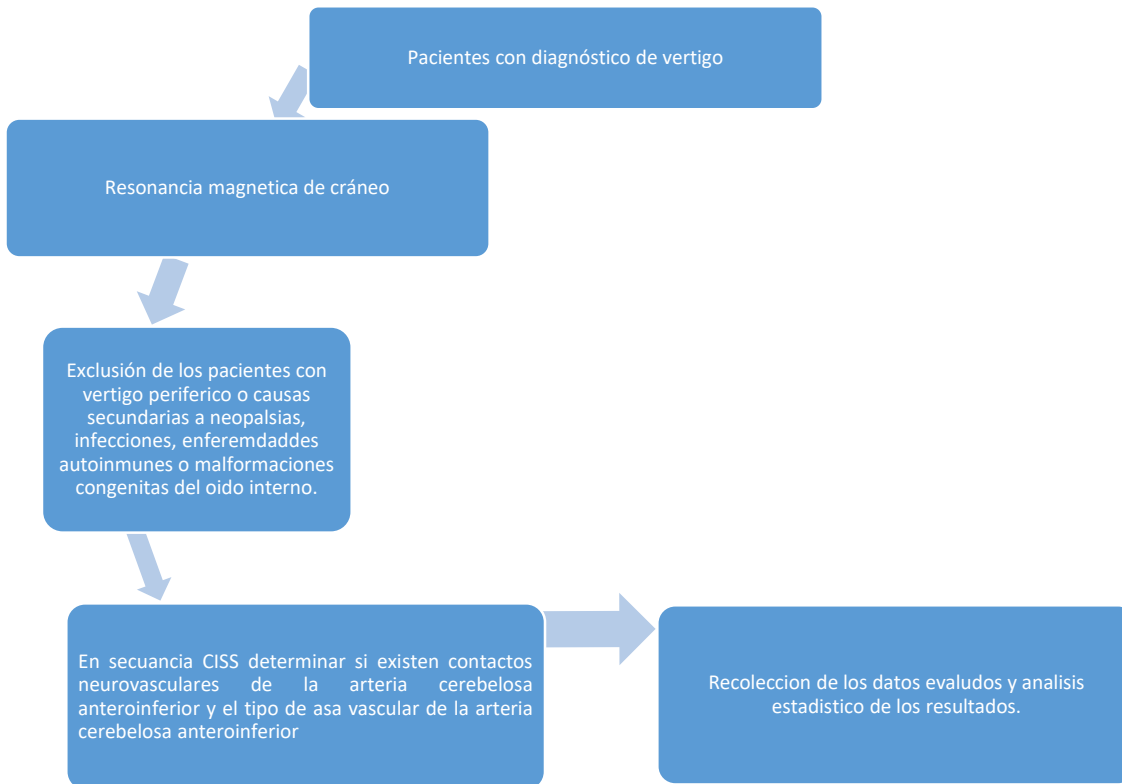 Pacientes con diagnóstico de vertigo
Resonancia magnetica de cráneo
Exclusión de los pacientes con
vertigo periferico o causas
secundarias a neopalsias,
infecciones, enferemdaddes
autoinmunes o malformaciones
congenitas del oido interno.
En secuancia CISS determinar si existen contactos
neurovasculares de la arteria cerebelosa
anteroinferior y el tipo de asa vascular de la arteria
cerebelosa anteroinferior
Recoleccion de los datos evaludos y analisis
estadistico de los resultados.